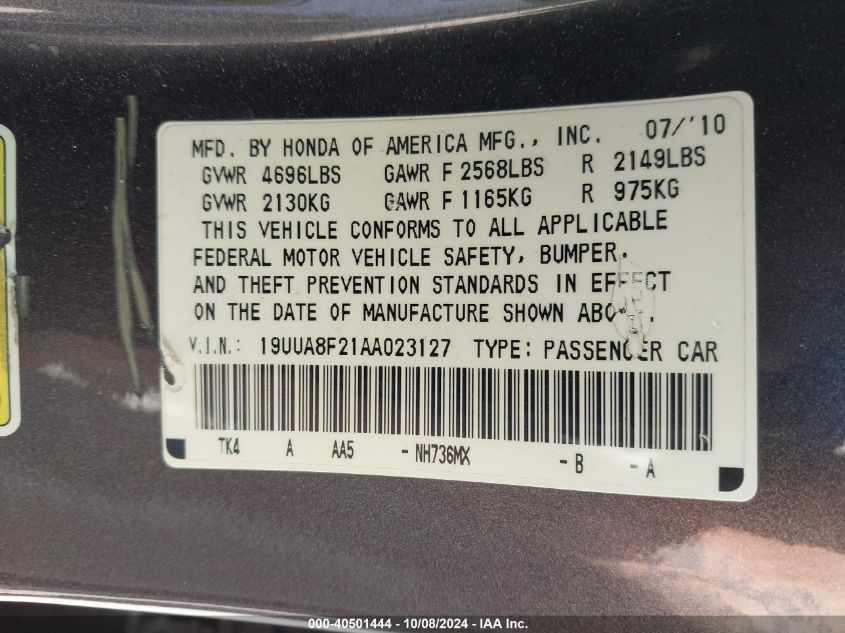 MFD. BY HONDA OF AMERICA MFG., INC. 07/'10
GVWR 4696LBS GAWR F 2568LBS R 2149LBS
GVWR 2130KG GAWR F 1165KG R 975KG
THIS VEHICLE CONFORMS TO ALL APPLICABLE
FEDERAL MOTOR VEHICLE SAFETY, BUMPER,
AND THEFT PREVENTION STANDARDS IN EFFECT
ON THE DATE OF MANUFACTURE SHOWN ABOVE.
V.I.N.: 19UUA8F21AA023127 TYPE: PASSENGER CAR
TK4 A AA5 - NH736MX - B - A
000-40501444 - 10/08/2024 - IAA Inc.